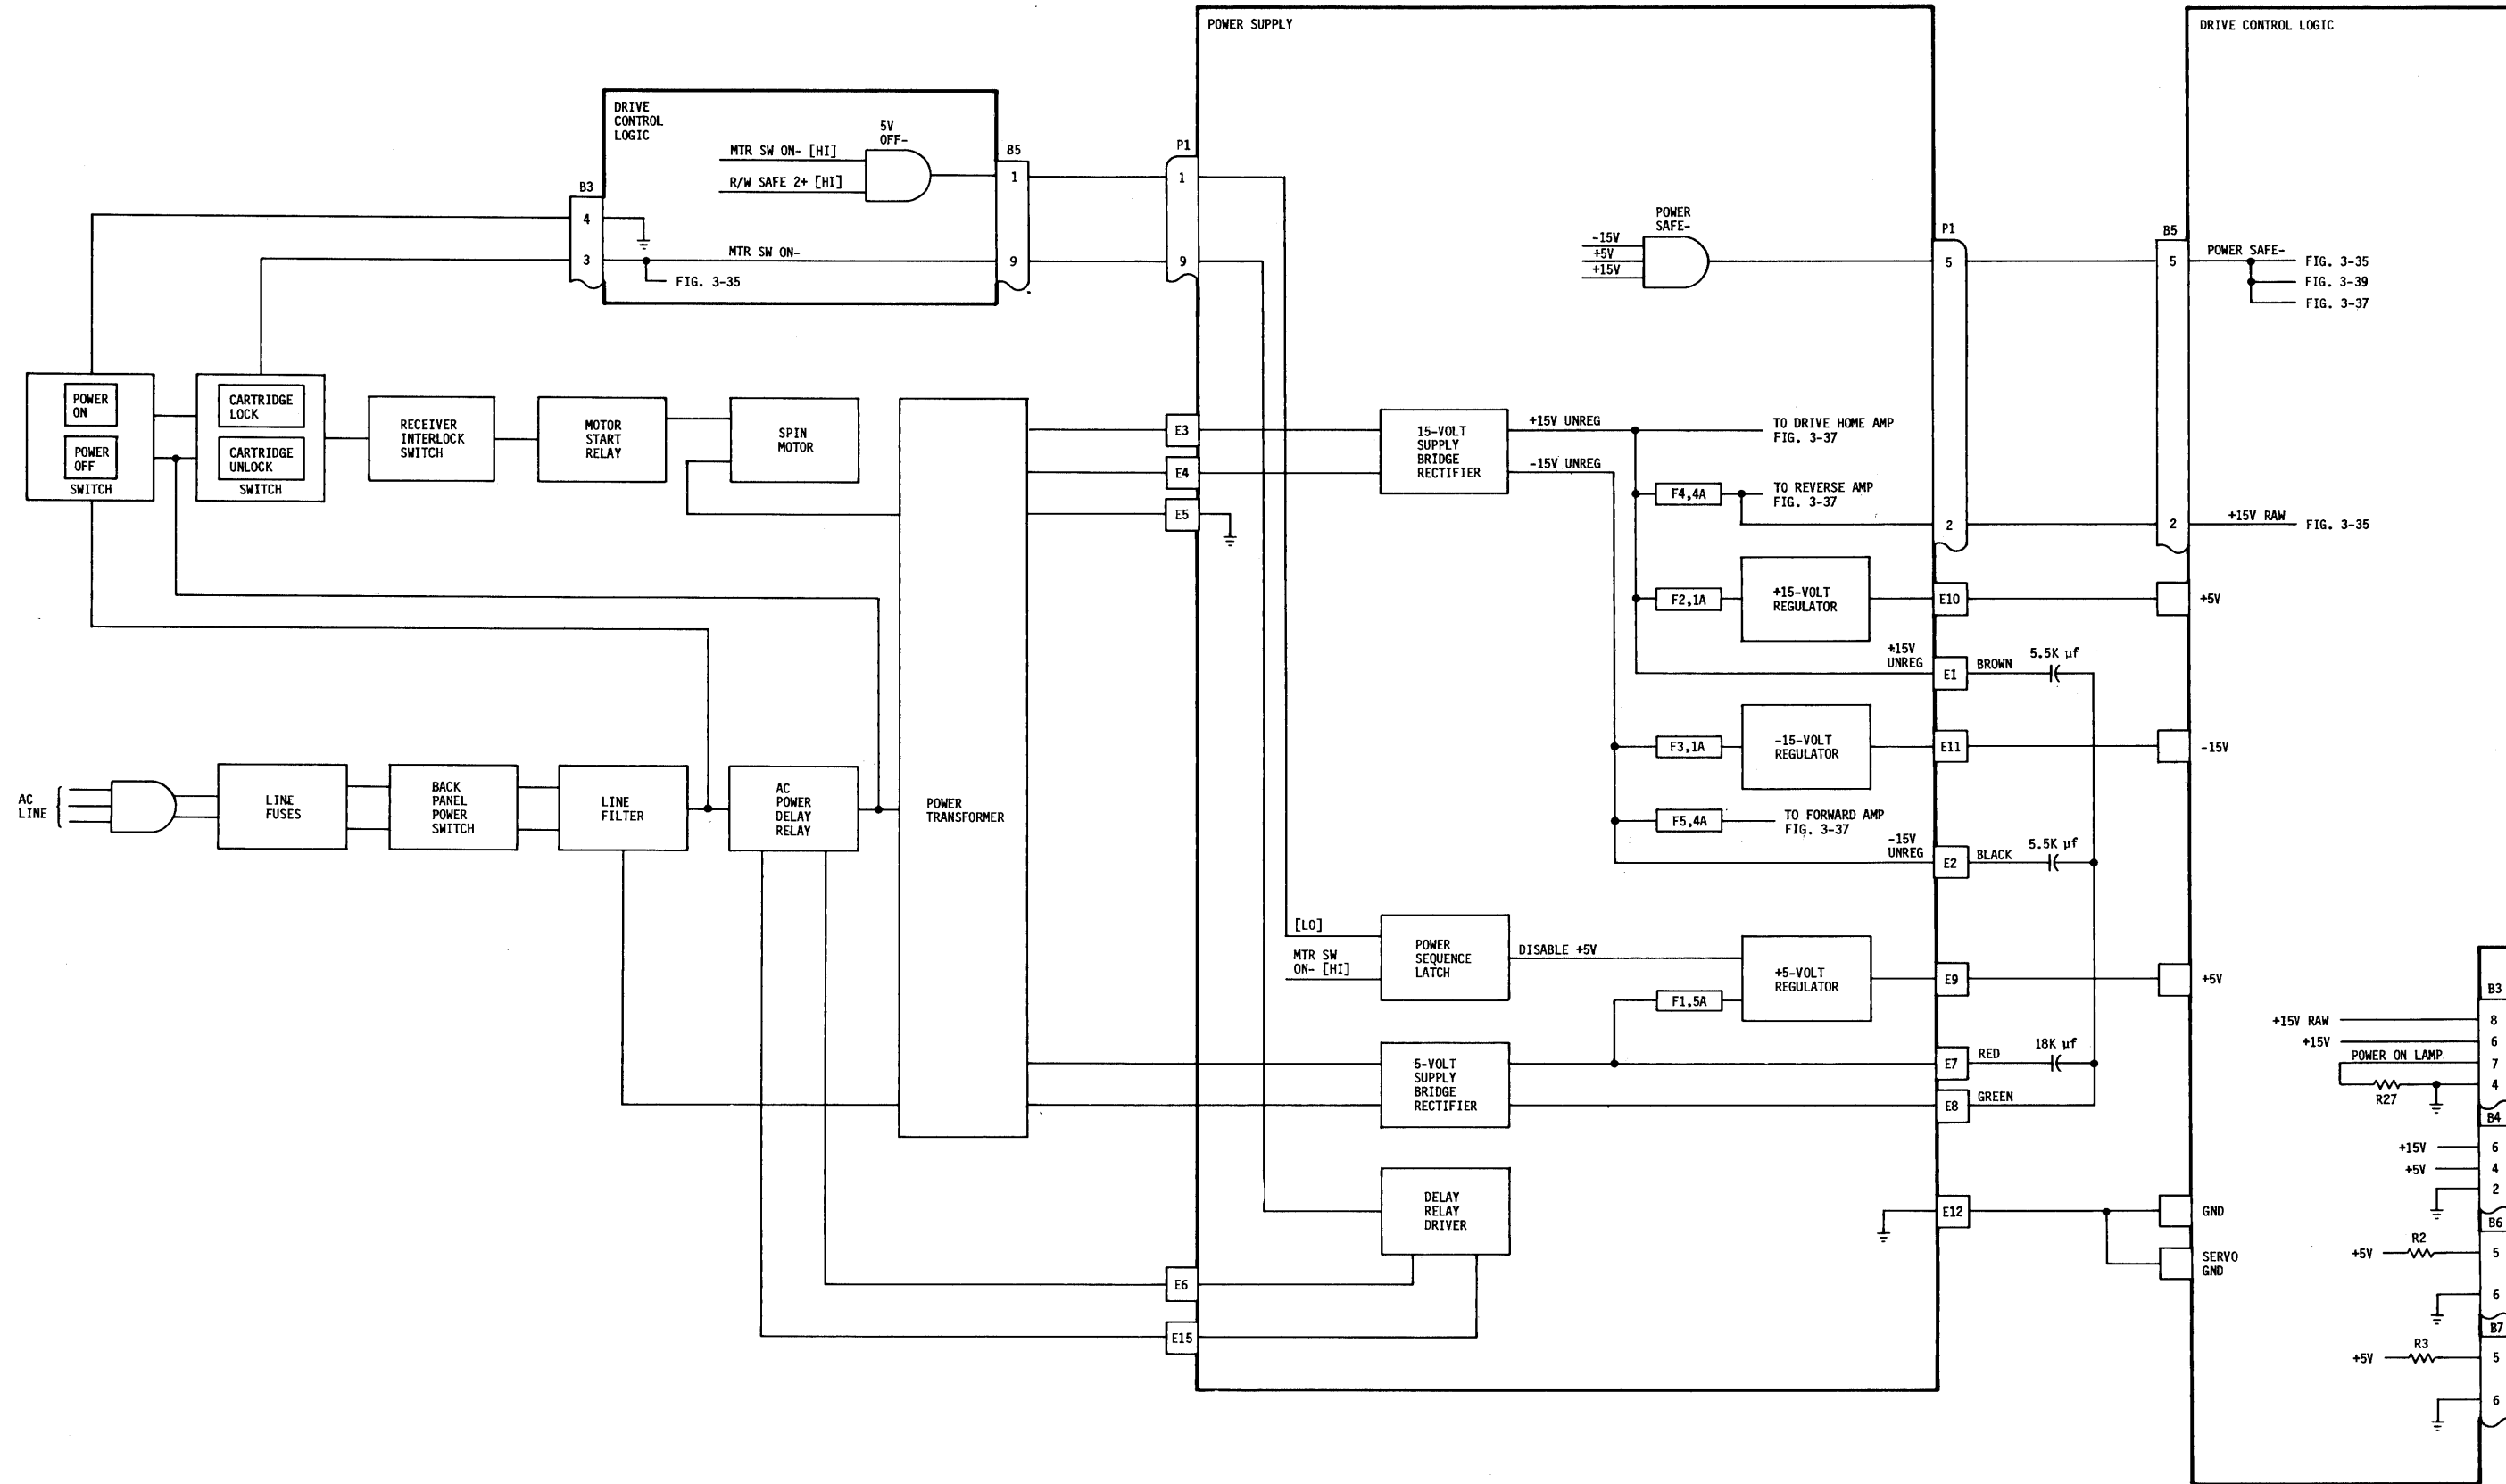 POWER SUPPLY
DRIVE CONTROL LOGIC
DRIVE
CONTROL
LOGIC
5V
OFF-
MTR SW ON- [HI]
R/W SAFE 2+ [HI]
B5
1
9
P1
1
9
B3
4
3
MTR SW ON-
FIG. 3-35
POWER
SAFE-
-15V
+5V
+15V
P1
5
2
B5
5
2
POWER SAFE-
FIG. 3-35
FIG. 3-39
FIG. 3-37
POWER
ON
POWER
OFF
SWITCH
CARTRIDGE
LOCK
CARTRIDGE
UNLOCK
SWITCH
RECEIVER
INTERLOCK
SWITCH
MOTOR
START
RELAY
SPIN
MOTOR
E3
E4
E5
15-VOLT
SUPPLY
BRIDGE
RECTIFIER
+15V UNREG
-15V UNREG
TO DRIVE HOME AMP
FIG. 3-37
F4,4A
TO REVERSE AMP
FIG. 3-37
+15V RAW
FIG. 3-35
F2,1A
+15-VOLT
REGULATOR
E10
+5V
+15V
UNREG
E1
BROWN
5.5K µf
F3,1A
-15-VOLT
REGULATOR
E11
-15V
F5,4A
TO FORWARD AMP
FIG. 3-37
-15V
UNREG
E2
BLACK
5.5K µf
AC
LINE
LINE
FUSES
BACK
PANEL
POWER
SWITCH
LINE
FILTER
AC
POWER
DELAY
RELAY
POWER
TRANSFORMER
[LO]
MTR SW
ON- [HI]
POWER
SEQUENCE
LATCH
DISABLE +5V
F1,5A
+5-VOLT
REGULATOR
E9
+5V
5-VOLT
SUPPLY
BRIDGE
RECTIFIER
E7
RED
18K µf
E8
GREEN
DELAY
RELAY
DRIVER
E12
GND
SERVO
GND
E6
E15
B3
+15V RAW
8
+15V
6
POWER ON LAMP
7
4
R27
B4
+15V
6
+5V
4
2
B6
R2
+5V
5
6
B7
R3
+5V
5
6